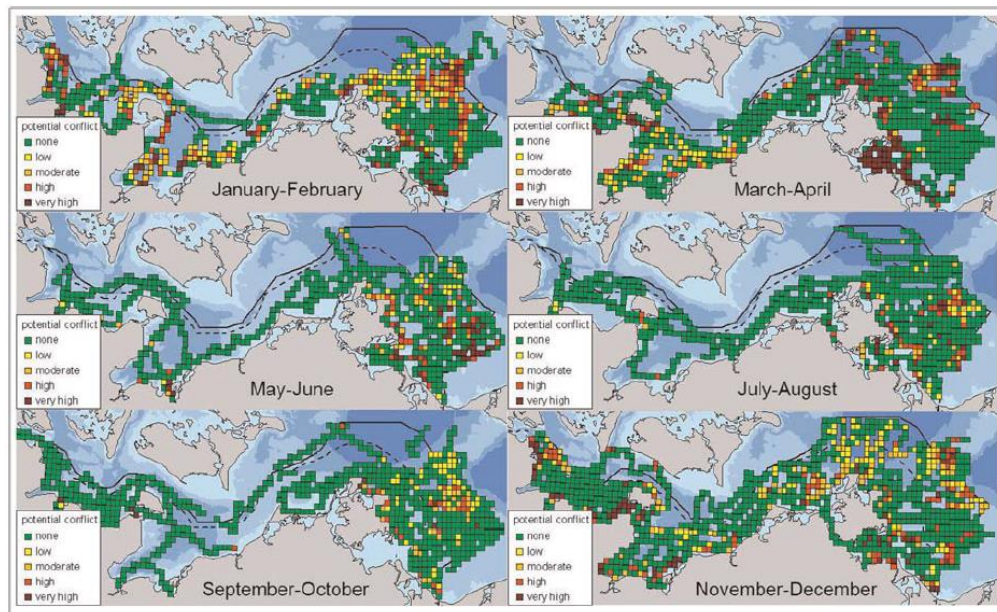 potential conflict
none
low
moderate
high
very high
January-February
potential conflict
none
low
moderate
high
very high
March-April
potential conflict
none
low
moderate
high
very high
May-June
potential conflict
none
low
moderate
high
very high
July-August
potential conflict
none
low
moderate
high
very high
September-October
potential conflict
none
low
moderate
high
very high
November-December